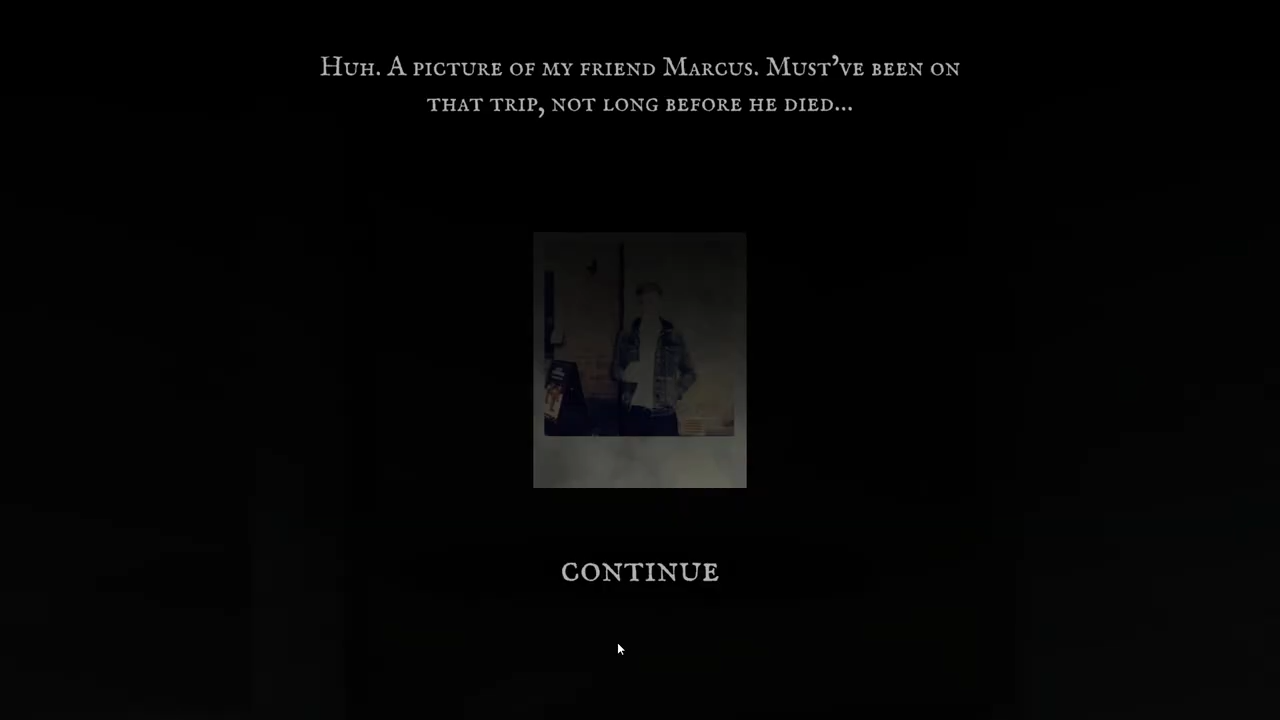 Huh. A picture of my friend Marcus. Must've been on
that trip, not long before he died...
continue